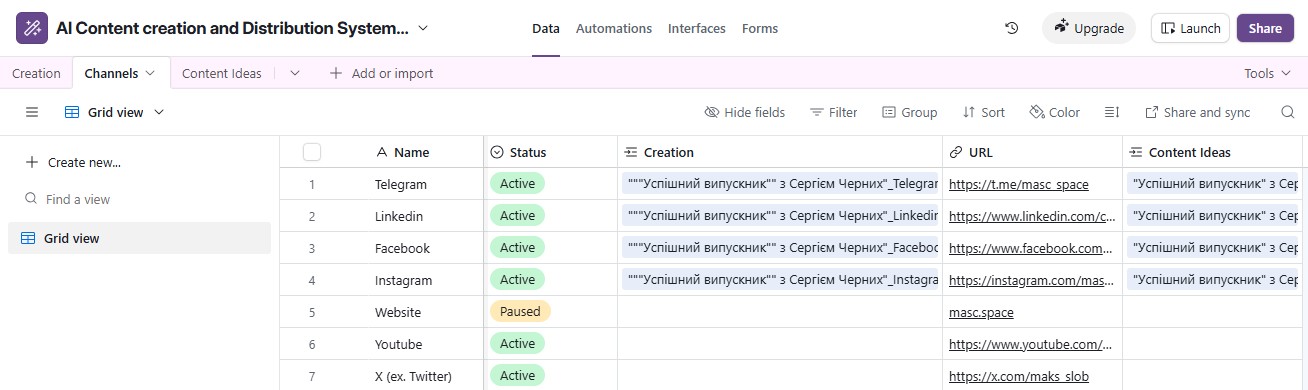 AI Content creation and Distribution System...
Data Automations Interfaces Forms
Upgrade Launch Share
Creation Channels Content Ideas Add or import Tools
Grid view Hide fields Filter Group Sort Color Share and sync
Create new...
Find a view
Grid view
Name Status Creation URL Content Ideas
1 Telegram Active """Успішний випускник"" з Сергієм Черних"_Telegrar https://t.me/masc_space "Успішний випускник" з Сер
2 Linkedin Active """Успішний випускник"" з Сергієм Черних"_Linkedir https://www.linkedin.com/c... "Успішний випускник" з Сер
3 Facebook Active """Успішний випускник"" з Сергієм Черних"_Faceboc https://www.facebook.com... "Успішний випускник" з Сер
4 Instagram Active """Успішний випускник"" з Сергієм Черних"_Instagra https://instagram.com/mas... "Успішний випускник" з Сер
5 Website Paused masc.space
6 Youtube Active https://www.youtube.com/...
7 X (ex. Twitter) Active https://x.com/maks_slob